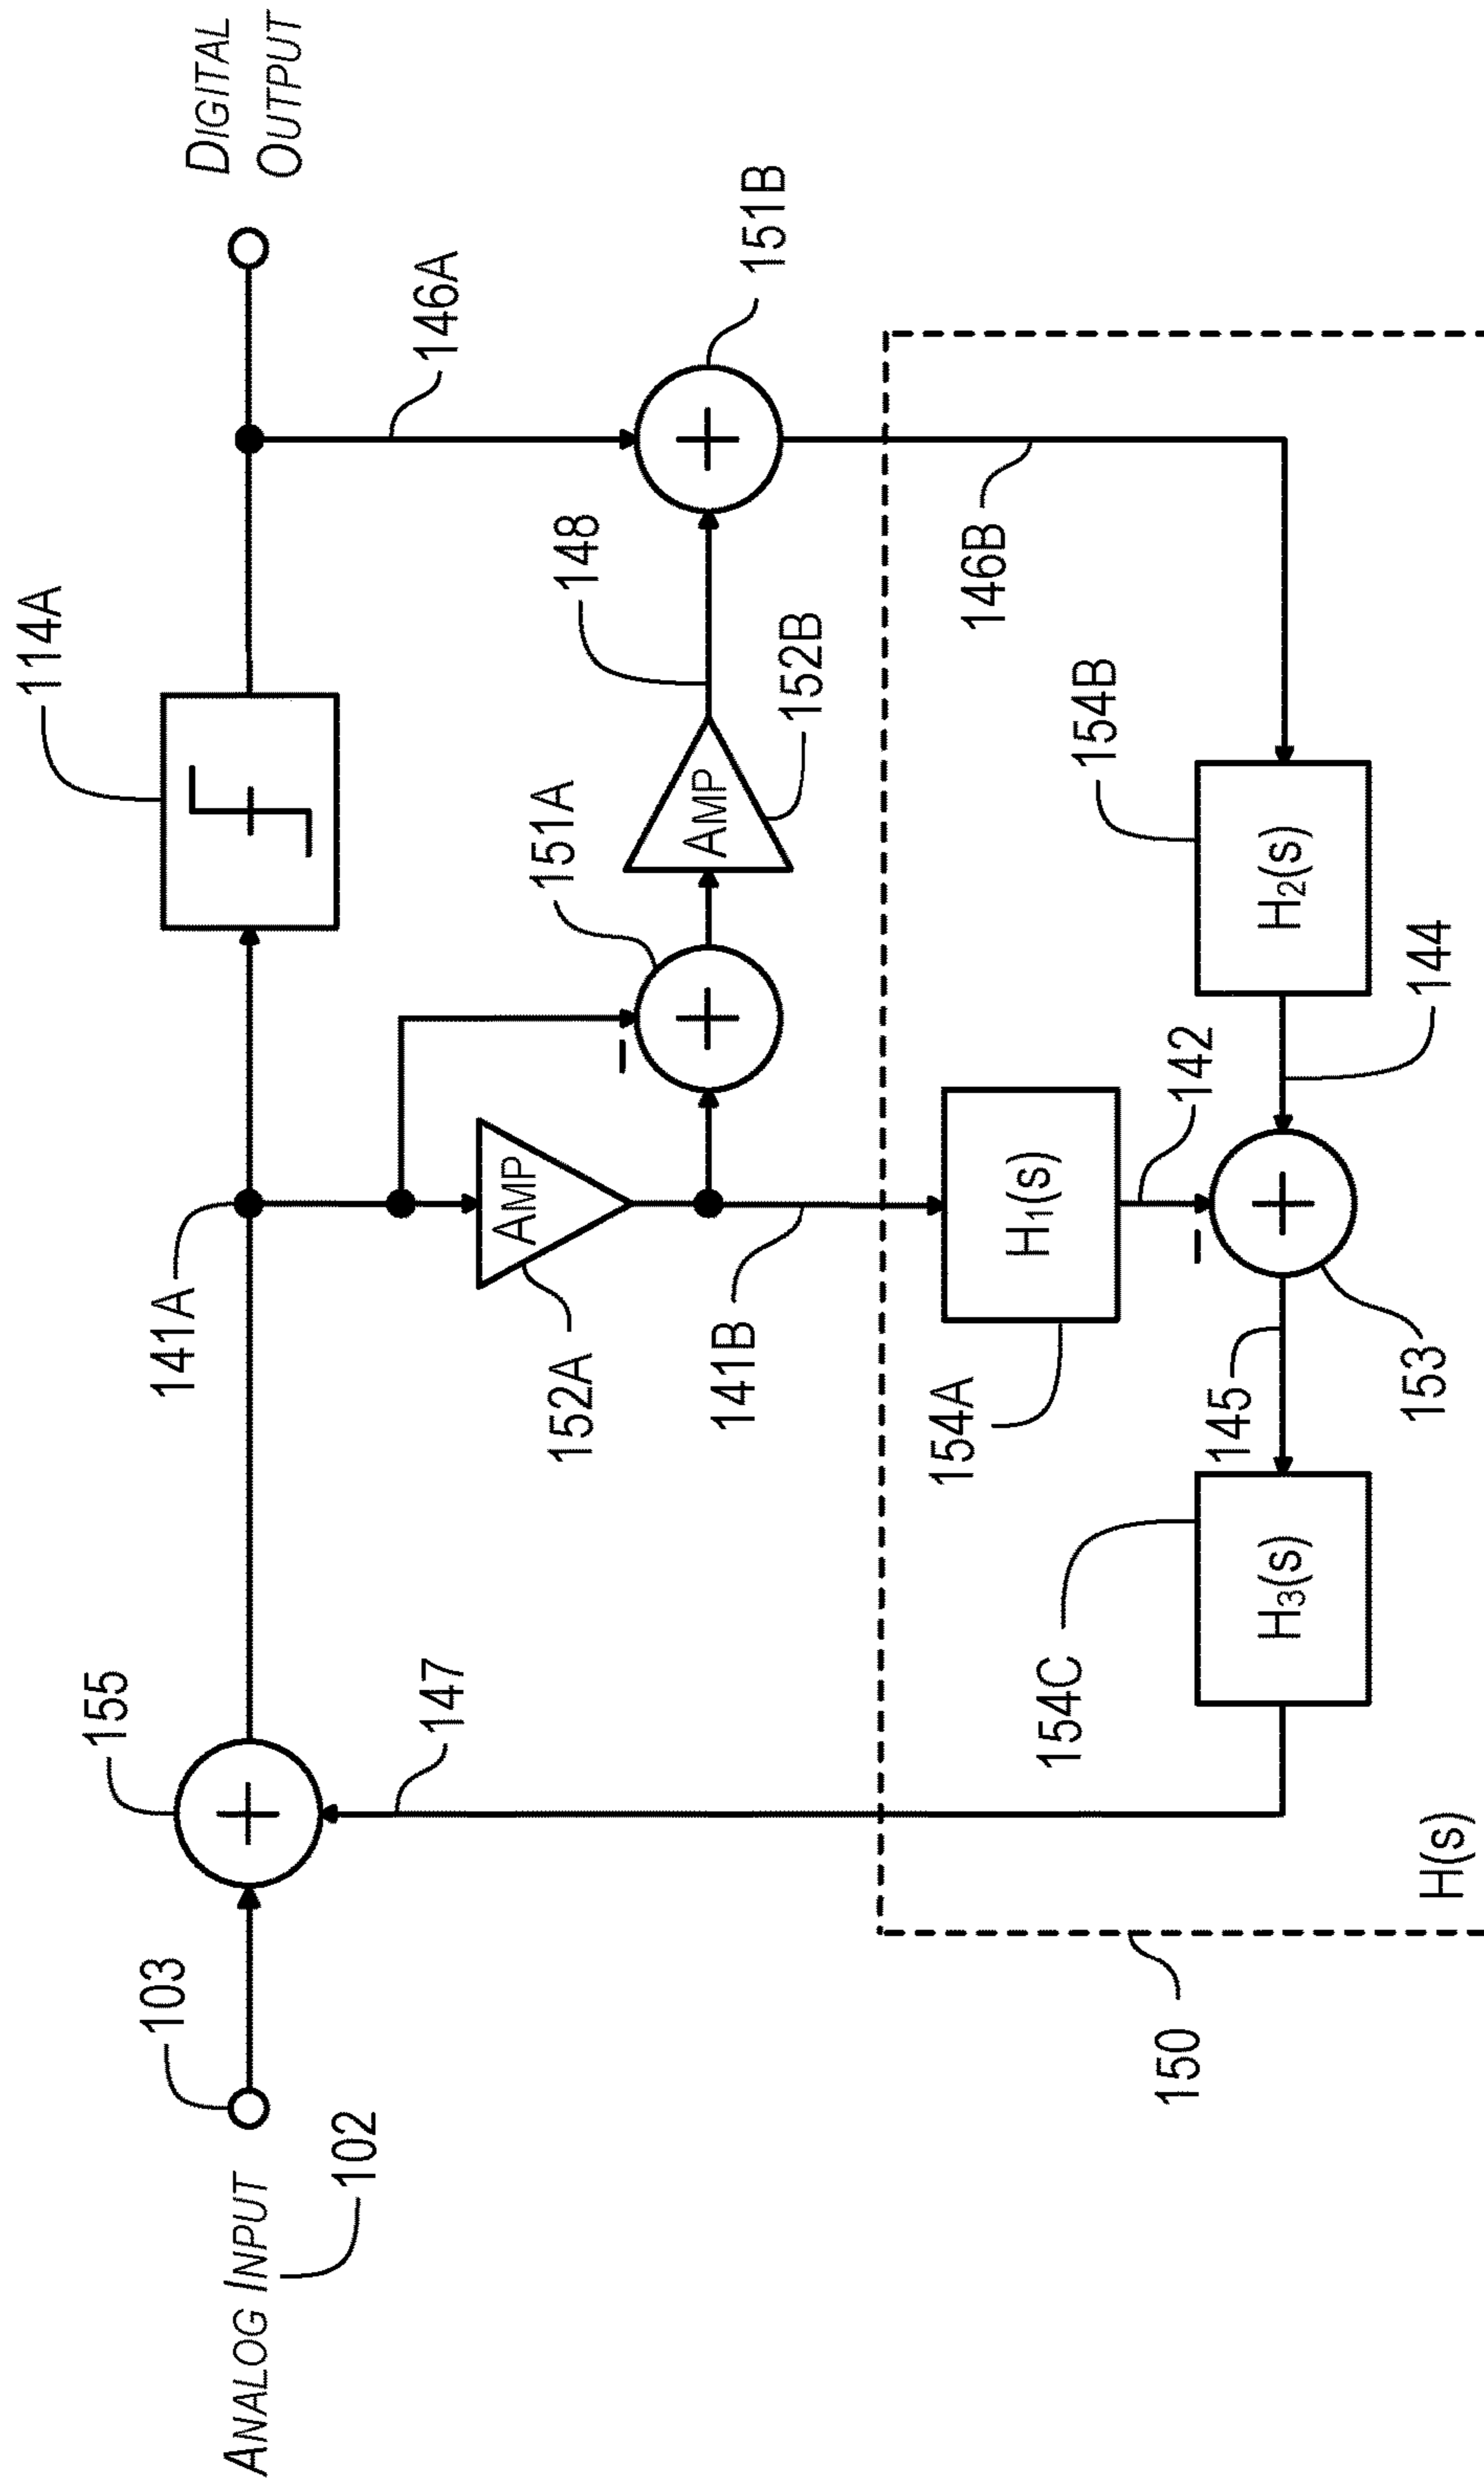 ANALOG INPUT
102
103
155
147
141A
114A
DIGITAL
OUTPUT
146A
152A
AMP
141B
151A
AMP
152B
148
151B
150
H(s)
154C
H3(s)
145
153
154A
H1(s)
142
144
154B
H2(s)
146B